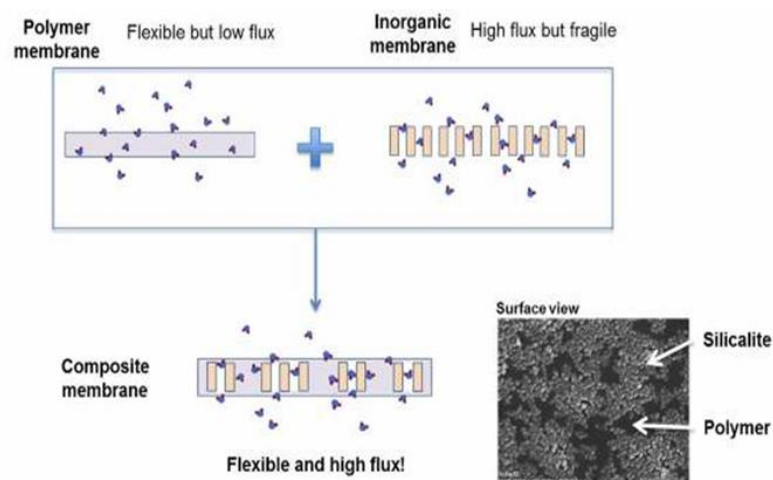 Polymer
membrane
Flexible but low flux
Inorganic
membrane
High flux but fragile
Composite
membrane
Flexible and high flux!
Surface view
Silicalite
Polymer